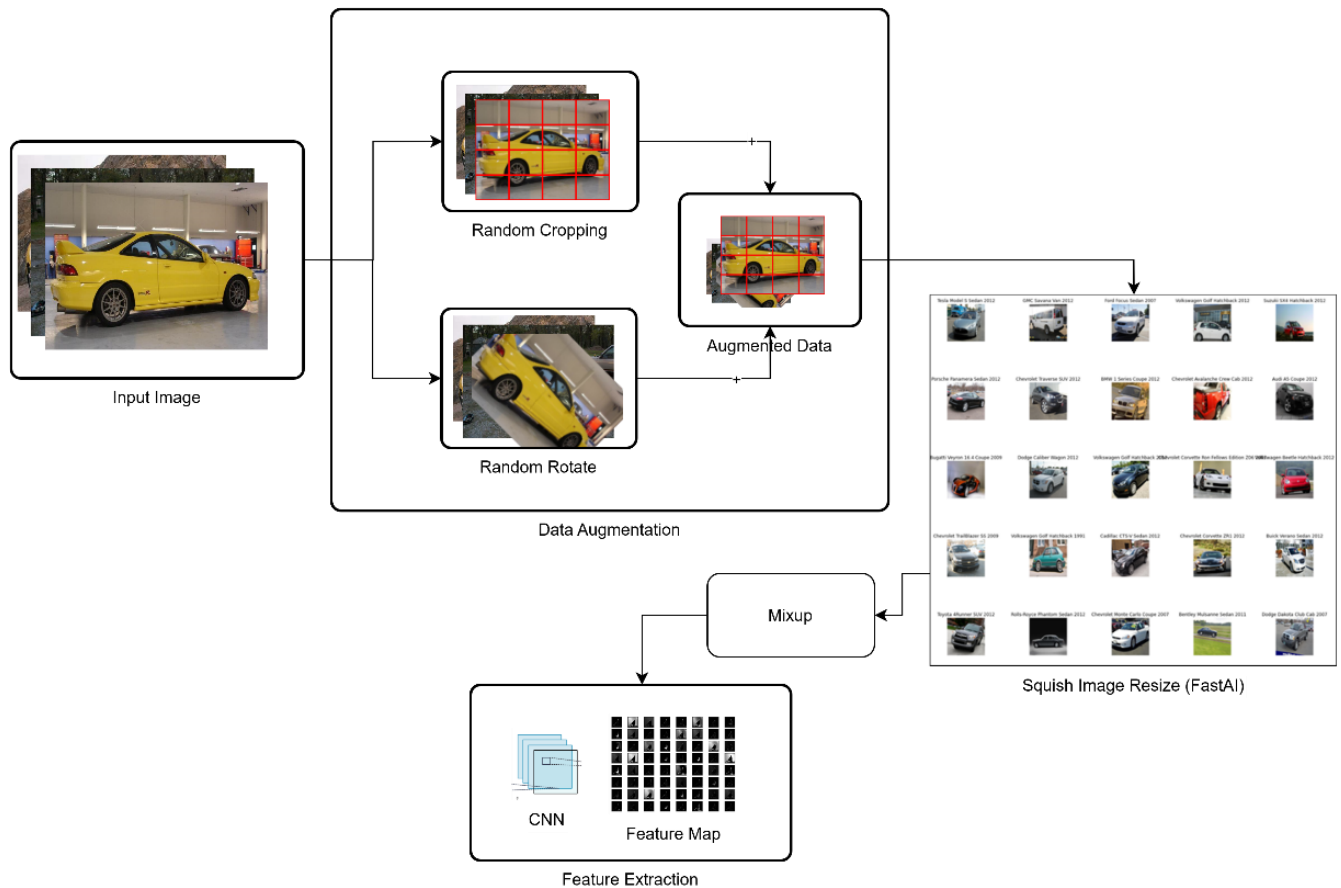 Random Cropping
+
Input Image
Random Rotate
+
Augmented Data
Data Augmentation
Tesla Model S Sedan 2012
GMC Savana Van 2012
Ford Focus Sedan 2007
Volkswagen Golf Hatchback 2012
Suzuki SX4 Hatchback 2012
Porsche Panamera Sedan 2012
Chevrolet Traverse SUV 2012
BMW 1 Series Coupe 2012
Chevrolet Avalanche Crew Cab 2012
Audi A5 Coupe 2012
Bugatti Veyron 16.4 Coupe 2009
Dodge Caliber Wagon 2012
Volkswagen Golf Hatchback
Chevrolet Corvette Ron Fellows Edition Z06
Volkswagen Beetle Hatchback 2012
Chevrolet TrailBlazer SS 2009
Volkswagen Golf Hatchback 1991
Cadillac CTS-V Sedan 2012
Chevrolet Corvette ZR1 2012
Buick Verano Sedan 2012
Toyota 4Runner SUV 2012
Rolls-Royce Phantom Sedan 2012
Chevrolet Monte Carlo Coupe 2007
Bentley Mulsanne Sedan 2011
Dodge Dakota Club Cab 2007
Squish Image Resize (FastAI)
Mixup
CNN
Feature Map
Feature Extraction